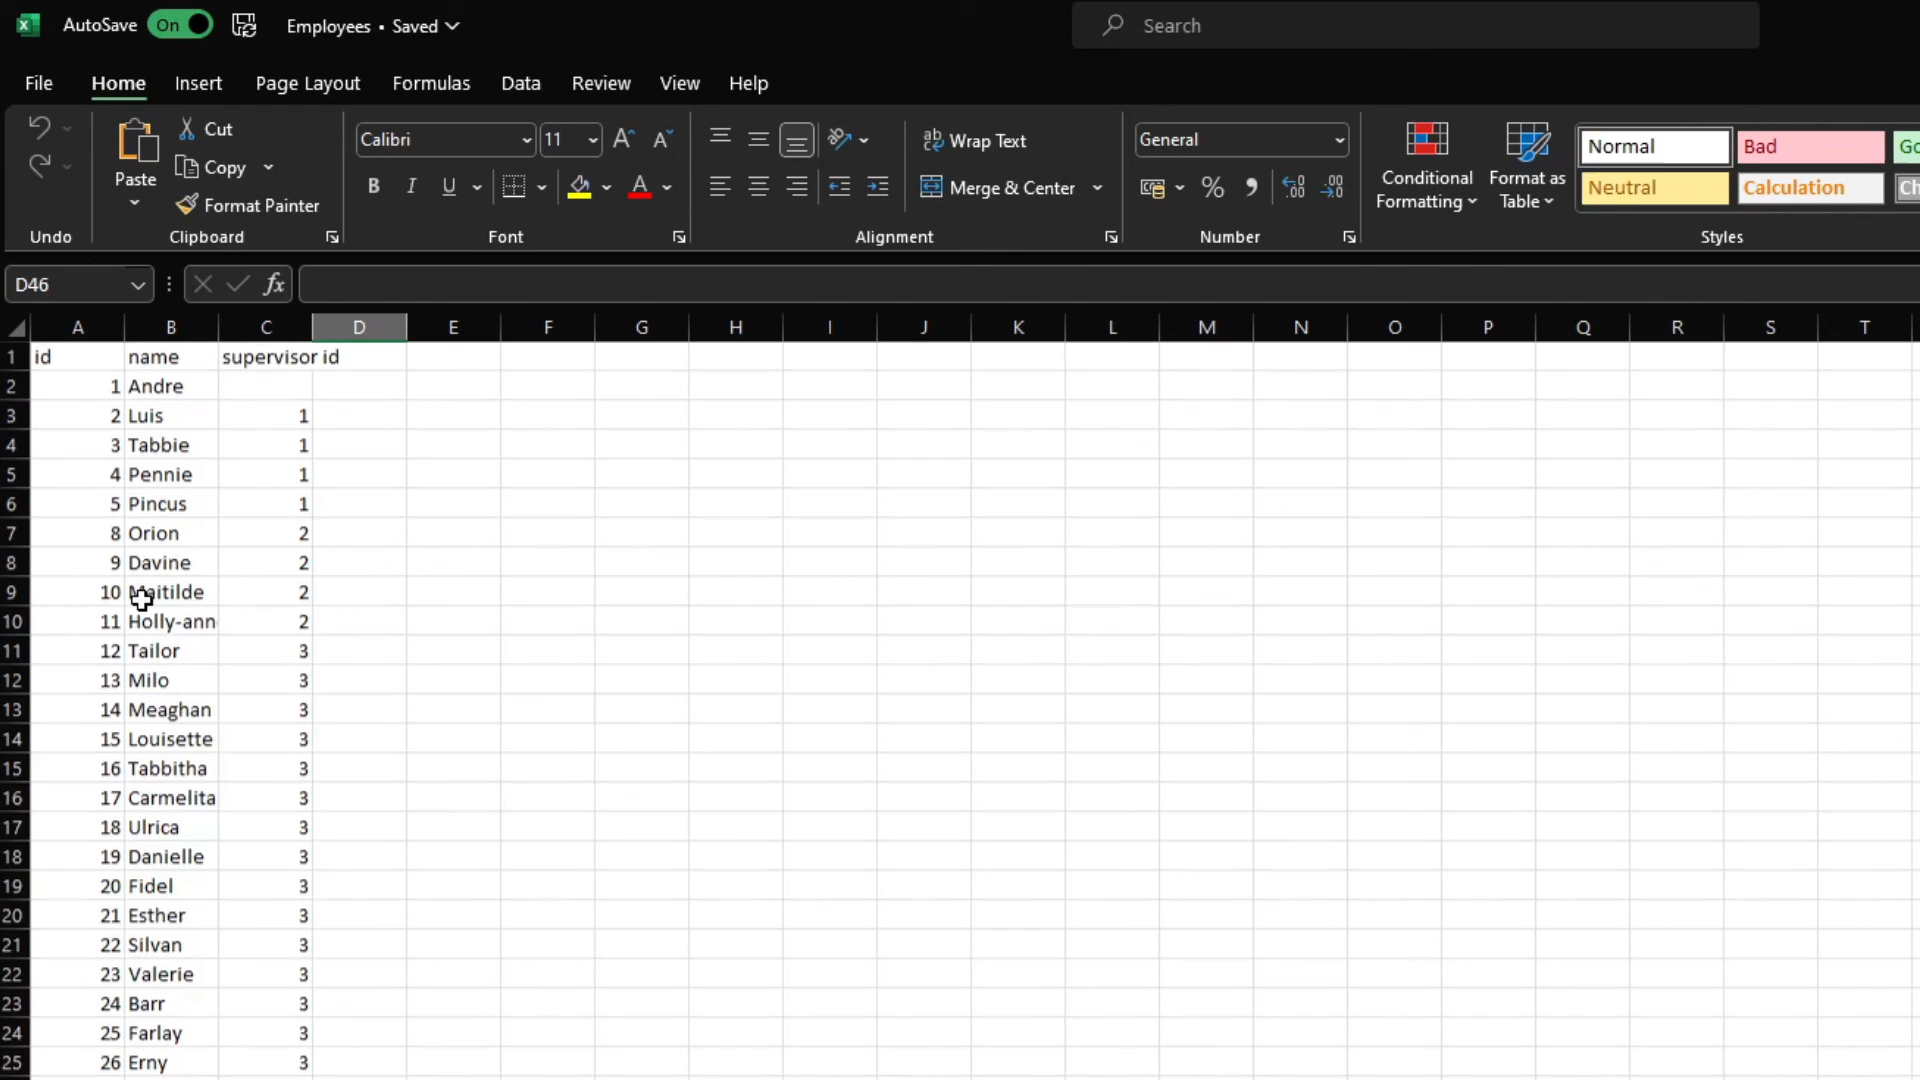 AutoSave On Employees • Saved Search
File Home Insert Page Layout Formulas Data Review View Help
Cut
Copy
Paste
Format Painter
Calibri 11
B I U
Wrap Text
Merge & Center
General
Conditional Formatting
Format as Table
Normal Bad
Neutral Calculation
Undo Clipboard Font Alignment Number Styles
D46 fx
A B C D E F G H I J K L M N O P Q R S T
1 id name supervisor id
2 1 Andre
3 2 Luis 1
4 3 Tabbie 1
5 4 Pennie 1
6 5 Pincus 1
7 8 Orion 2
8 9 Davine 2
9 10 Maitilde 2
10 11 Holly-ann 2
11 12 Tailor 3
12 13 Milo 3
13 14 Meaghan 3
14 15 Louisette 3
15 16 Tabbitha 3
16 17 Carmelita 3
17 18 Ulrica 3
18 19 Danielle 3
19 20 Fidel 3
20 21 Esther 3
21 22 Silvan 3
22 23 Valerie 3
23 24 Barr 3
24 25 Farlay 3
25 26 Erny 3